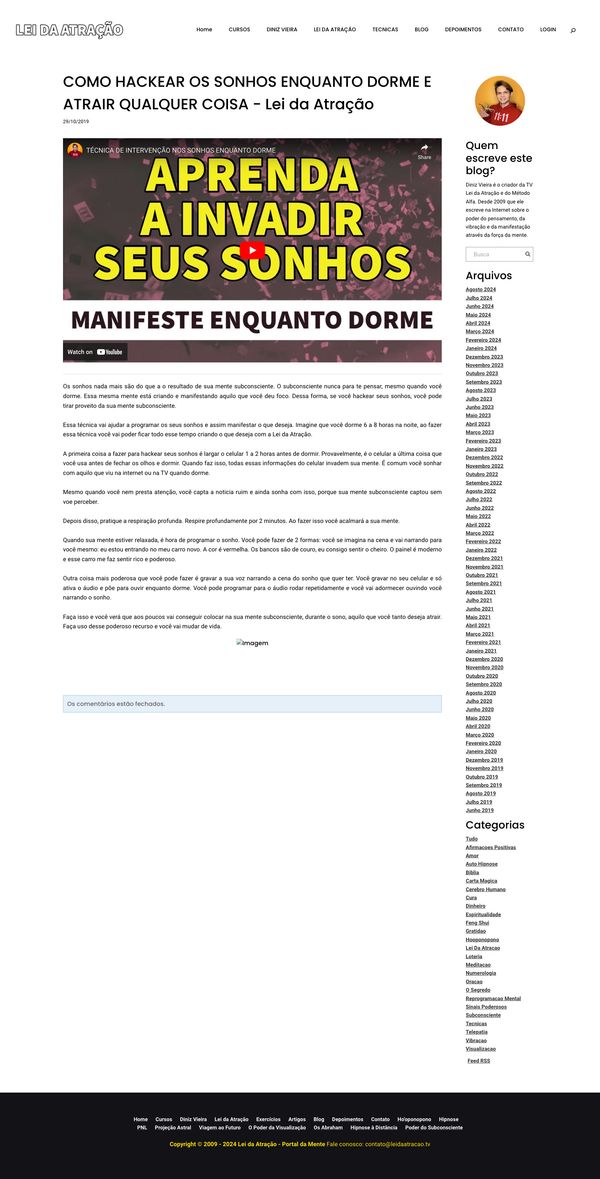 LEI DA ATRAÇÃO
Home CURSOS DINIZ VIEIRA LEI DA ATRAÇÃO TECNICAS BLOG DEPOIMENTOS CONTATO LOGIN
COMO HACKEAR OS SONHOS ENQUANTO DORME E
ATRAIR QUALQUER COISA - Lei da Atração
29/10/2019
TÉCNICA DE INTERVENÇÃO NOS SONHOS ENQUANTO DORME
Share
APRENDA
A INVADIR
SEUS SONHOS
MANIFESTE ENQUANTO DORME
Watch on YouTube
Os sonhos nada mais são do que a o resultado de sua mente subconsciente. O subconsciente nunca para te pensar, mesmo quando você
dorme. Essa mesma mente está criando e manifestando aquilo que você deu foco. Dessa forma, se você hackear seus sonhos, você pode
tirar proveito da sua mente subconsciente.
Essa técnica vai ajudar a programar os seus sonhos e assim manifestar o que deseja. Imagine que você dorme 6 a 8 horas na noite, ao fazer
essa técnica você vai poder ficar todo esse tempo criando o que deseja com a Lei da Atração.
A primeira coisa a fazer para hackear seus sonhos é largar o celular 1 a 2 horas antes de dormir. Provavelmente, é o celular a última coisa que
você usa antes de fechar os olhos e dormir. Quando faz isso, todas essas informações do celular invadem sua mente. É comum você sonhar
com aquilo que viu na internet ou na TV quando dorme.
Mesmo quando você nem presta atenção, você capta a noticia ruim e ainda sonha com isso, porque sua mente subconsciente captou sem
voe perceber.
Depois disso, pratique a respiração profunda. Respire profundamente por 2 minutos. Ao fazer isso você acalmará a sua mente.
Quando sua mente estiver relaxada, é hora de programar o sonho. Você pode fazer de 2 formas: você se imagina na cena e vai narrando para
você mesmo: eu estou entrando no meu carro novo. A cor é vermelha. Os bancos são de couro, eu consigo sentir o cheiro. O painel é moderno
e esse carro me faz sentir rico e poderoso.
Outra coisa mais poderosa que você pode fazer é gravar a sua voz narrando a cena do sonho que quer ter. Você gravar no seu celular e só
ativa o áudio e põe para ouvir enquanto dorme. Você pode programar para o áudio rodar repetidamente e você vai adormecer ouvindo você
narrando o sonho.
Faça isso e você verá que aos poucos vai conseguir colocar na sua mente subconsciente, durante o sono, aquilo que você tanto deseja atrair.
Faça uso desse poderoso recurso e você vai mudar de vida.
Imagem
Os comentários estão fechados.
11:11
Quem
escreve este
blog?
Diniz Vieira é o criador da TV
Lei da Atração e do Método
Alfa. Desde 2009 que ele
escreve na Internet sobre o
poder do pensamento, da
vibração e da manifestação
através da força da mente.
Busca
Arquivos
Agosto 2024
Julho 2024
Junho 2024
Maio 2024
Abril 2024
Março 2024
Fevereiro 2024
Janeiro 2024
Dezembro 2023
Novembro 2023
Outubro 2023
Setembro 2023
Agosto 2023
Julho 2023
Junho 2023
Maio 2023
Abril 2023
Março 2023
Fevereiro 2023
Janeiro 2023
Dezembro 2022
Novembro 2022
Outubro 2022
Setembro 2022
Agosto 2022
Julho 2022
Junho 2022
Maio 2022
Abril 2022
Março 2022
Fevereiro 2022
Janeiro 2022
Dezembro 2021
Novembro 2021
Outubro 2021
Setembro 2021
Agosto 2021
Julho 2021
Junho 2021
Maio 2021
Abril 2021
Março 2021
Fevereiro 2021
Janeiro 2021
Dezembro 2020
Novembro 2020
Outubro 2020
Setembro 2020
Agosto 2020
Julho 2020
Junho 2020
Maio 2020
Abril 2020
Março 2020
Fevereiro 2020
Janeiro 2020
Dezembro 2019
Novembro 2019
Outubro 2019
Setembro 2019
Agosto 2019
Julho 2019
Junho 2019
Categorias
Tudo
Afirmacoes Positivas
Amor
Auto Hipnose
Biblia
Carta Magica
Cerebro Humano
Cura
Dinheiro
Espiritualidade
Feng Shui
Gratidao
Hooponopono
Lei Da Atracao
Loteria
Meditacao
Numerologia
Oracao
O Segredo
Reprogramacao Mental
Sinais Poderosos
Subconsciente
Tecnicas
Telepatia
Vibracao
Visualizacao
Feed RSS
Home Cursos Diniz Vieira Lei da Atração Exercícios Artigos Blog Depoimentos Contato Ho'oponopono Hipnose
PNL Projeção Astral Viagem ao Futuro O Poder da Visualização Os Abraham Hipnose à Distância Poder do Subconsciente
Copyright © 2009 - 2024 Lei da Atração - Portal da Mente Fale conosco: contato@leidaatracao.tv